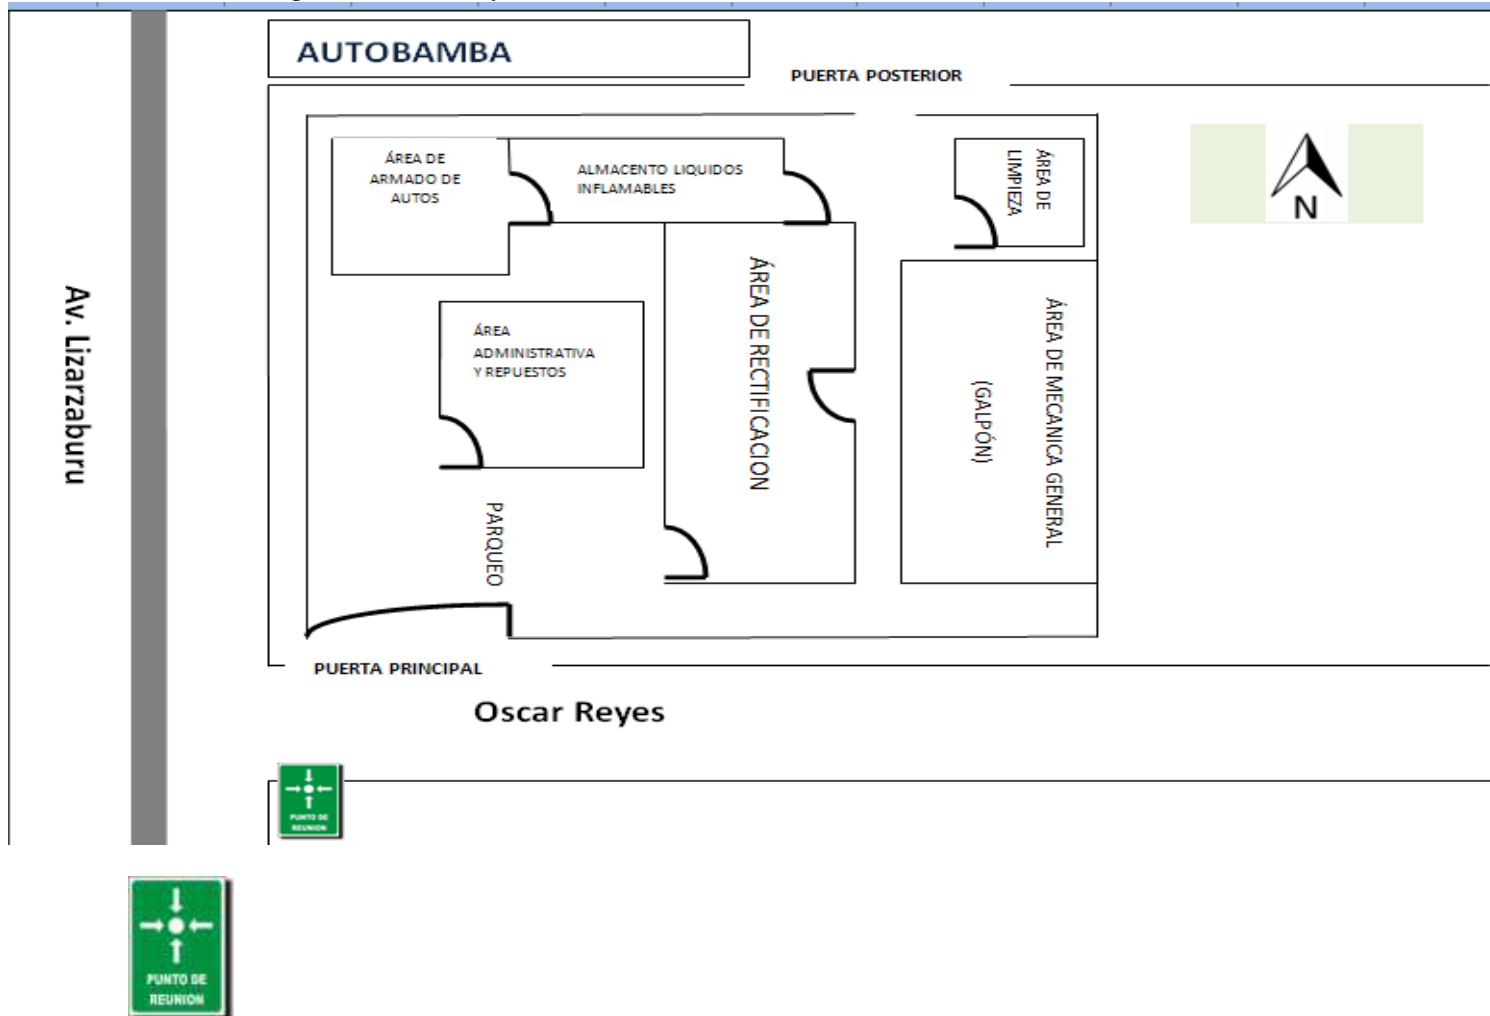 AUTOBAMBA
PUERTA POSTERIOR
ÁREA DE
ARMADO DE
AUTOS
ALMACENTO LIQUIDOS
INFLAMABLES
ÁREA DE
LIMPIEZA
N
Av. Lizarzaburu
ÁREA
ADMINISTRATIVA
Y REPUESTOS
ÁREA DE RECTIFICACION
ÁREA DE MECANICA GENERAL
(GALPÓN)
PARQUEO
PUERTA PRINCIPAL
Oscar Reyes
PUNTO DE
REUNION
PUNTO DE
REUNION